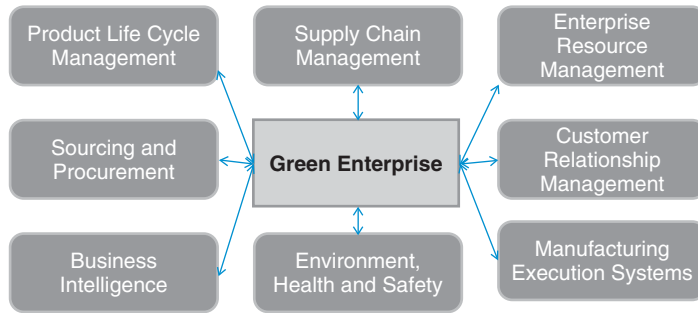 Product Life Cycle
Management
Supply Chain
Management
Enterprise
Resource
Management
Sourcing and
Procurement
Green Enterprise
Customer
Relationship
Management
Business
Intelligence
Environment,
Health and Safety
Manufacturing
Execution Systems